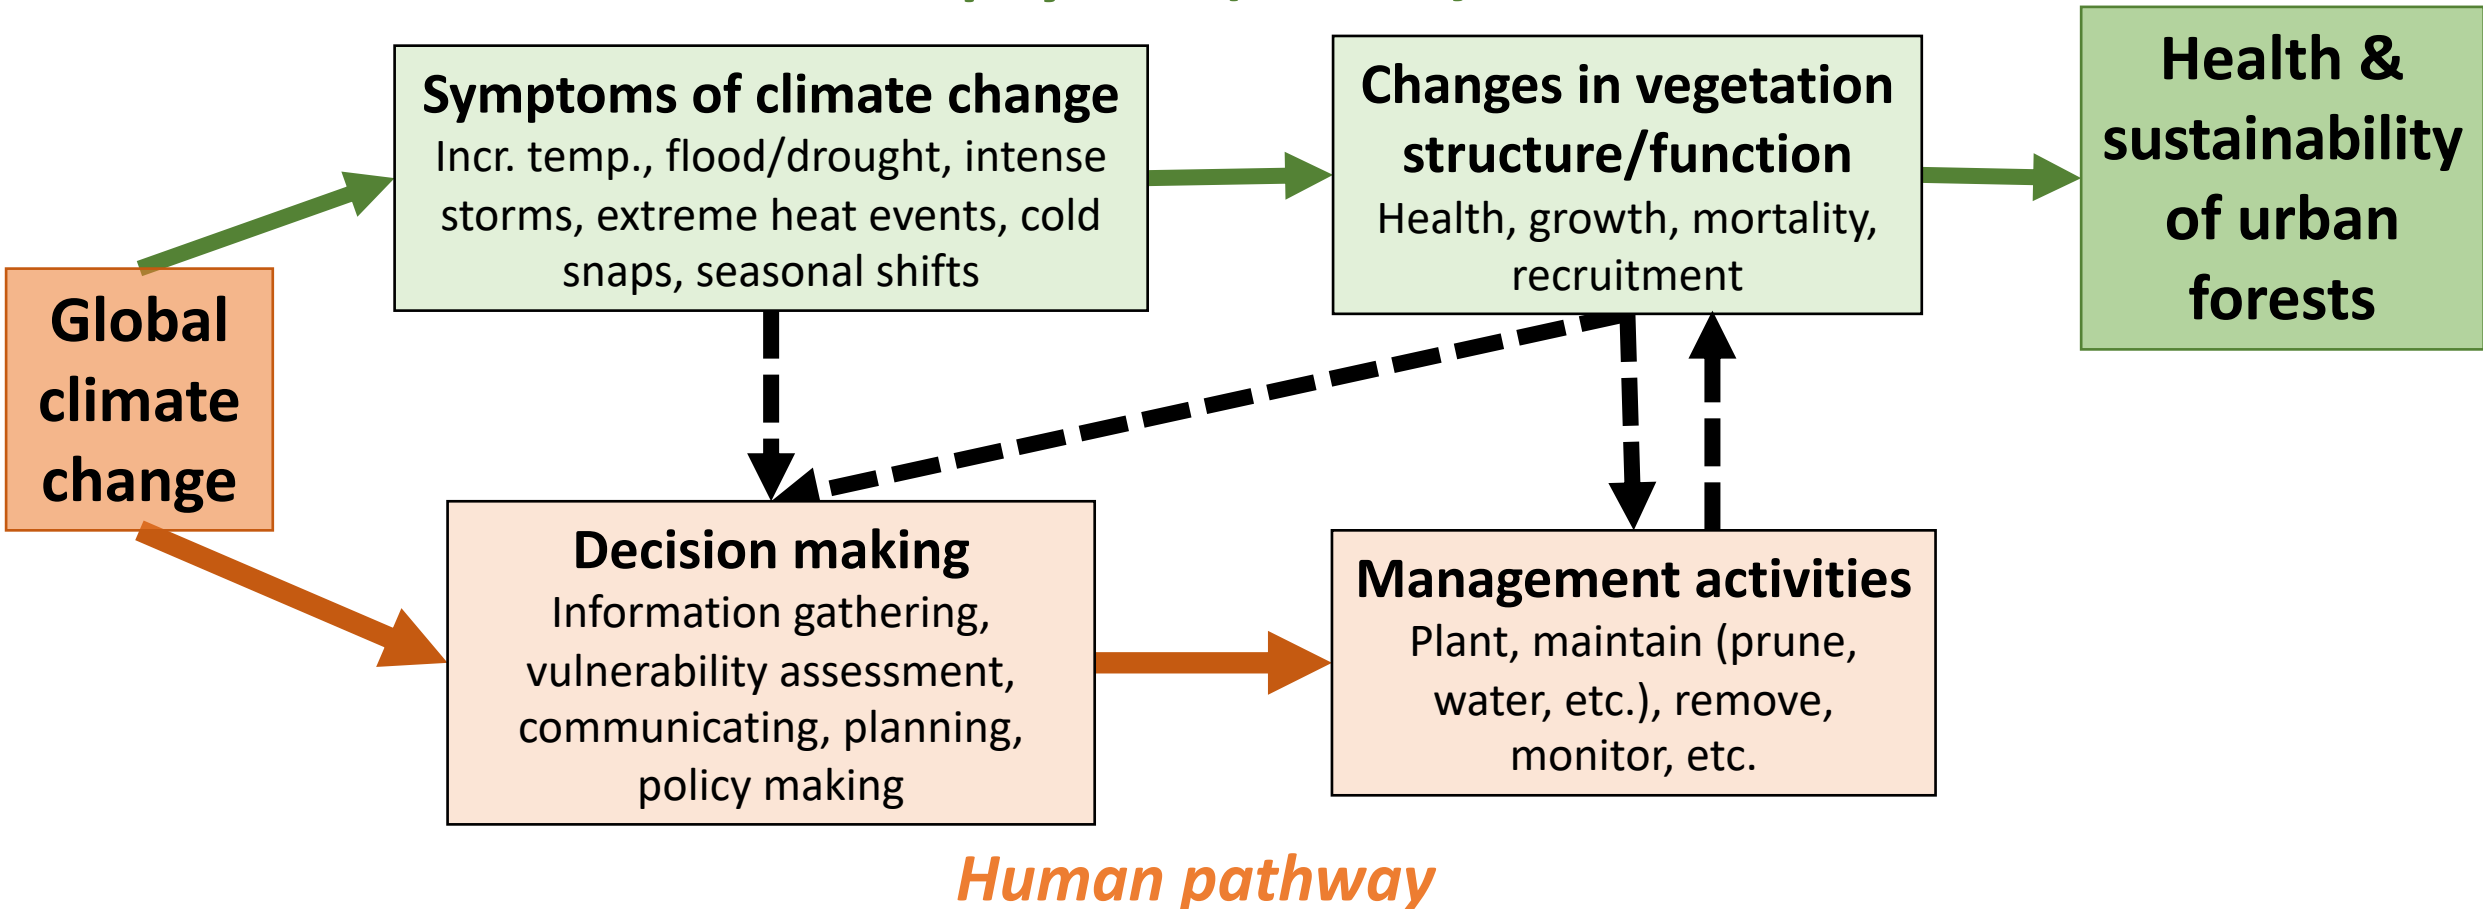 Symptoms of climate change
Incr. temp., flood/drought, intense
storms, extreme heat events, cold
snaps, seasonal shifts
Changes in vegetation
structure/function
Health, growth, mortality,
recruitment
Health &
sustainability
of urban
forests
Global
climate
change
Decision making
Information gathering,
vulnerability assessment,
communicating, planning,
policy making
Management activities
Plant, maintain (prune,
water, etc.), remove,
monitor, etc.
Human pathway